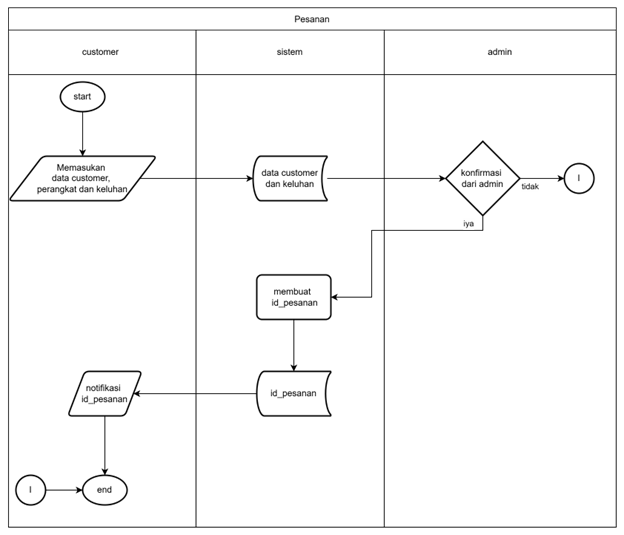 Pesanan
customer
sistem
admin
start
Memasukan
data customer,
perangkat dan keluhan
data customer
dan keluhan
konfirmasi
dari admin
tidak
I
iya
membuat
id_pesanan
notifikasi
id_pesanan
id_pesanan
I
end